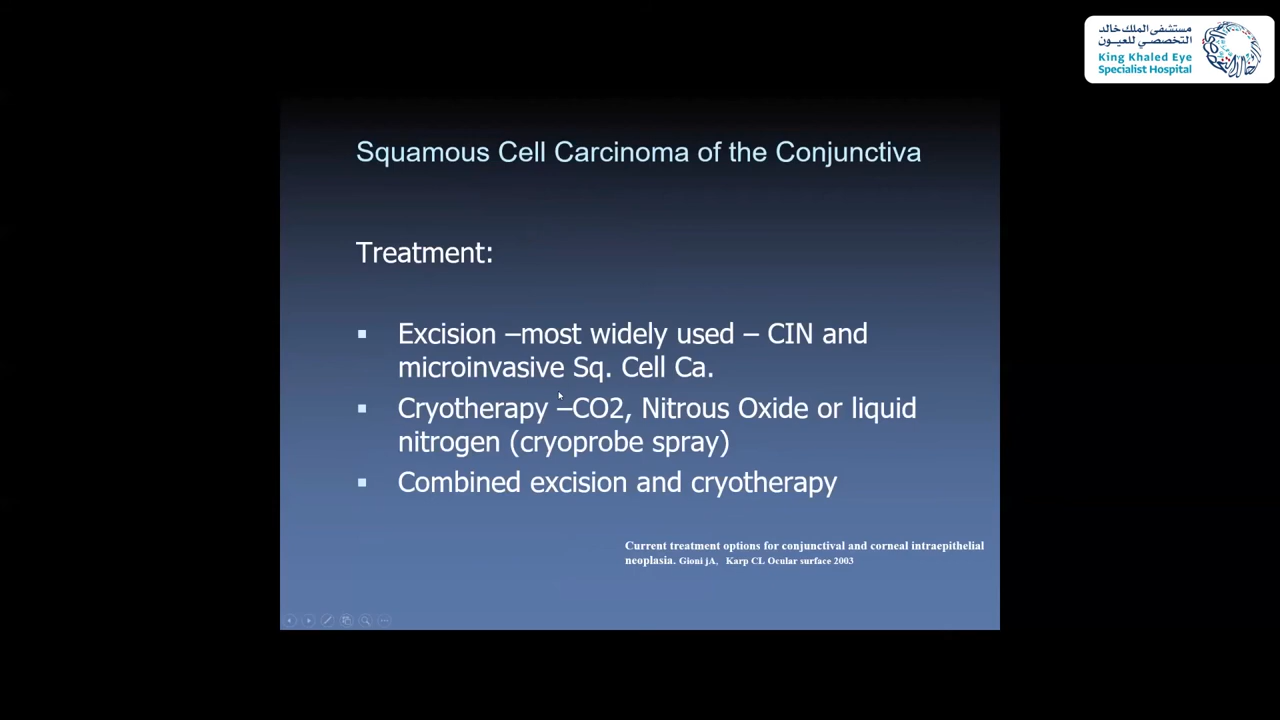 مستشفى الملك خالد
التخصصي للعيون
King Khaled Eye
Specialist Hospital
Squamous Cell Carcinoma of the Conjunctiva
Treatment:
▪ Excision –most widely used – CIN and
microinvasive Sq. Cell Ca.
▪ Cryotherapy –CO2, Nitrous Oxide or liquid
nitrogen (cryoprobe spray)
▪ Combined excision and cryotherapy
Current treatment options for conjunctival and corneal intraepithelial
neoplasia. Gioni jA, Karp CL Ocular surface 2003